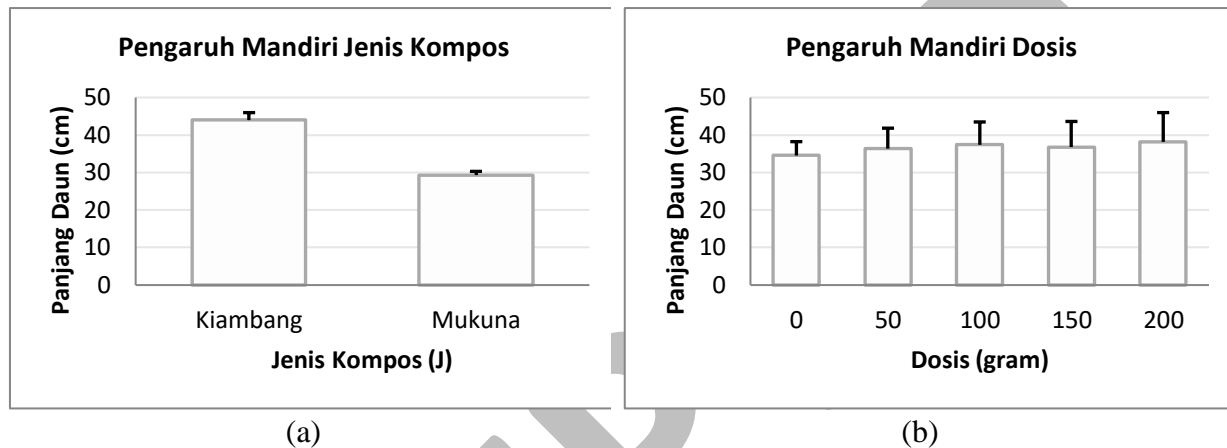 Pengaruh Mandiri Jenis Kompos
Panjang Daun (cm)
50
40
30
20
10
0
Kiambang Mukuna
Jenis Kompos (J)
(a)
Pengaruh Mandiri Dosis
Panjang Daun (cm)
50
40
30
20
10
0
0 50 100 150 200
Dosis (gram)
(b)